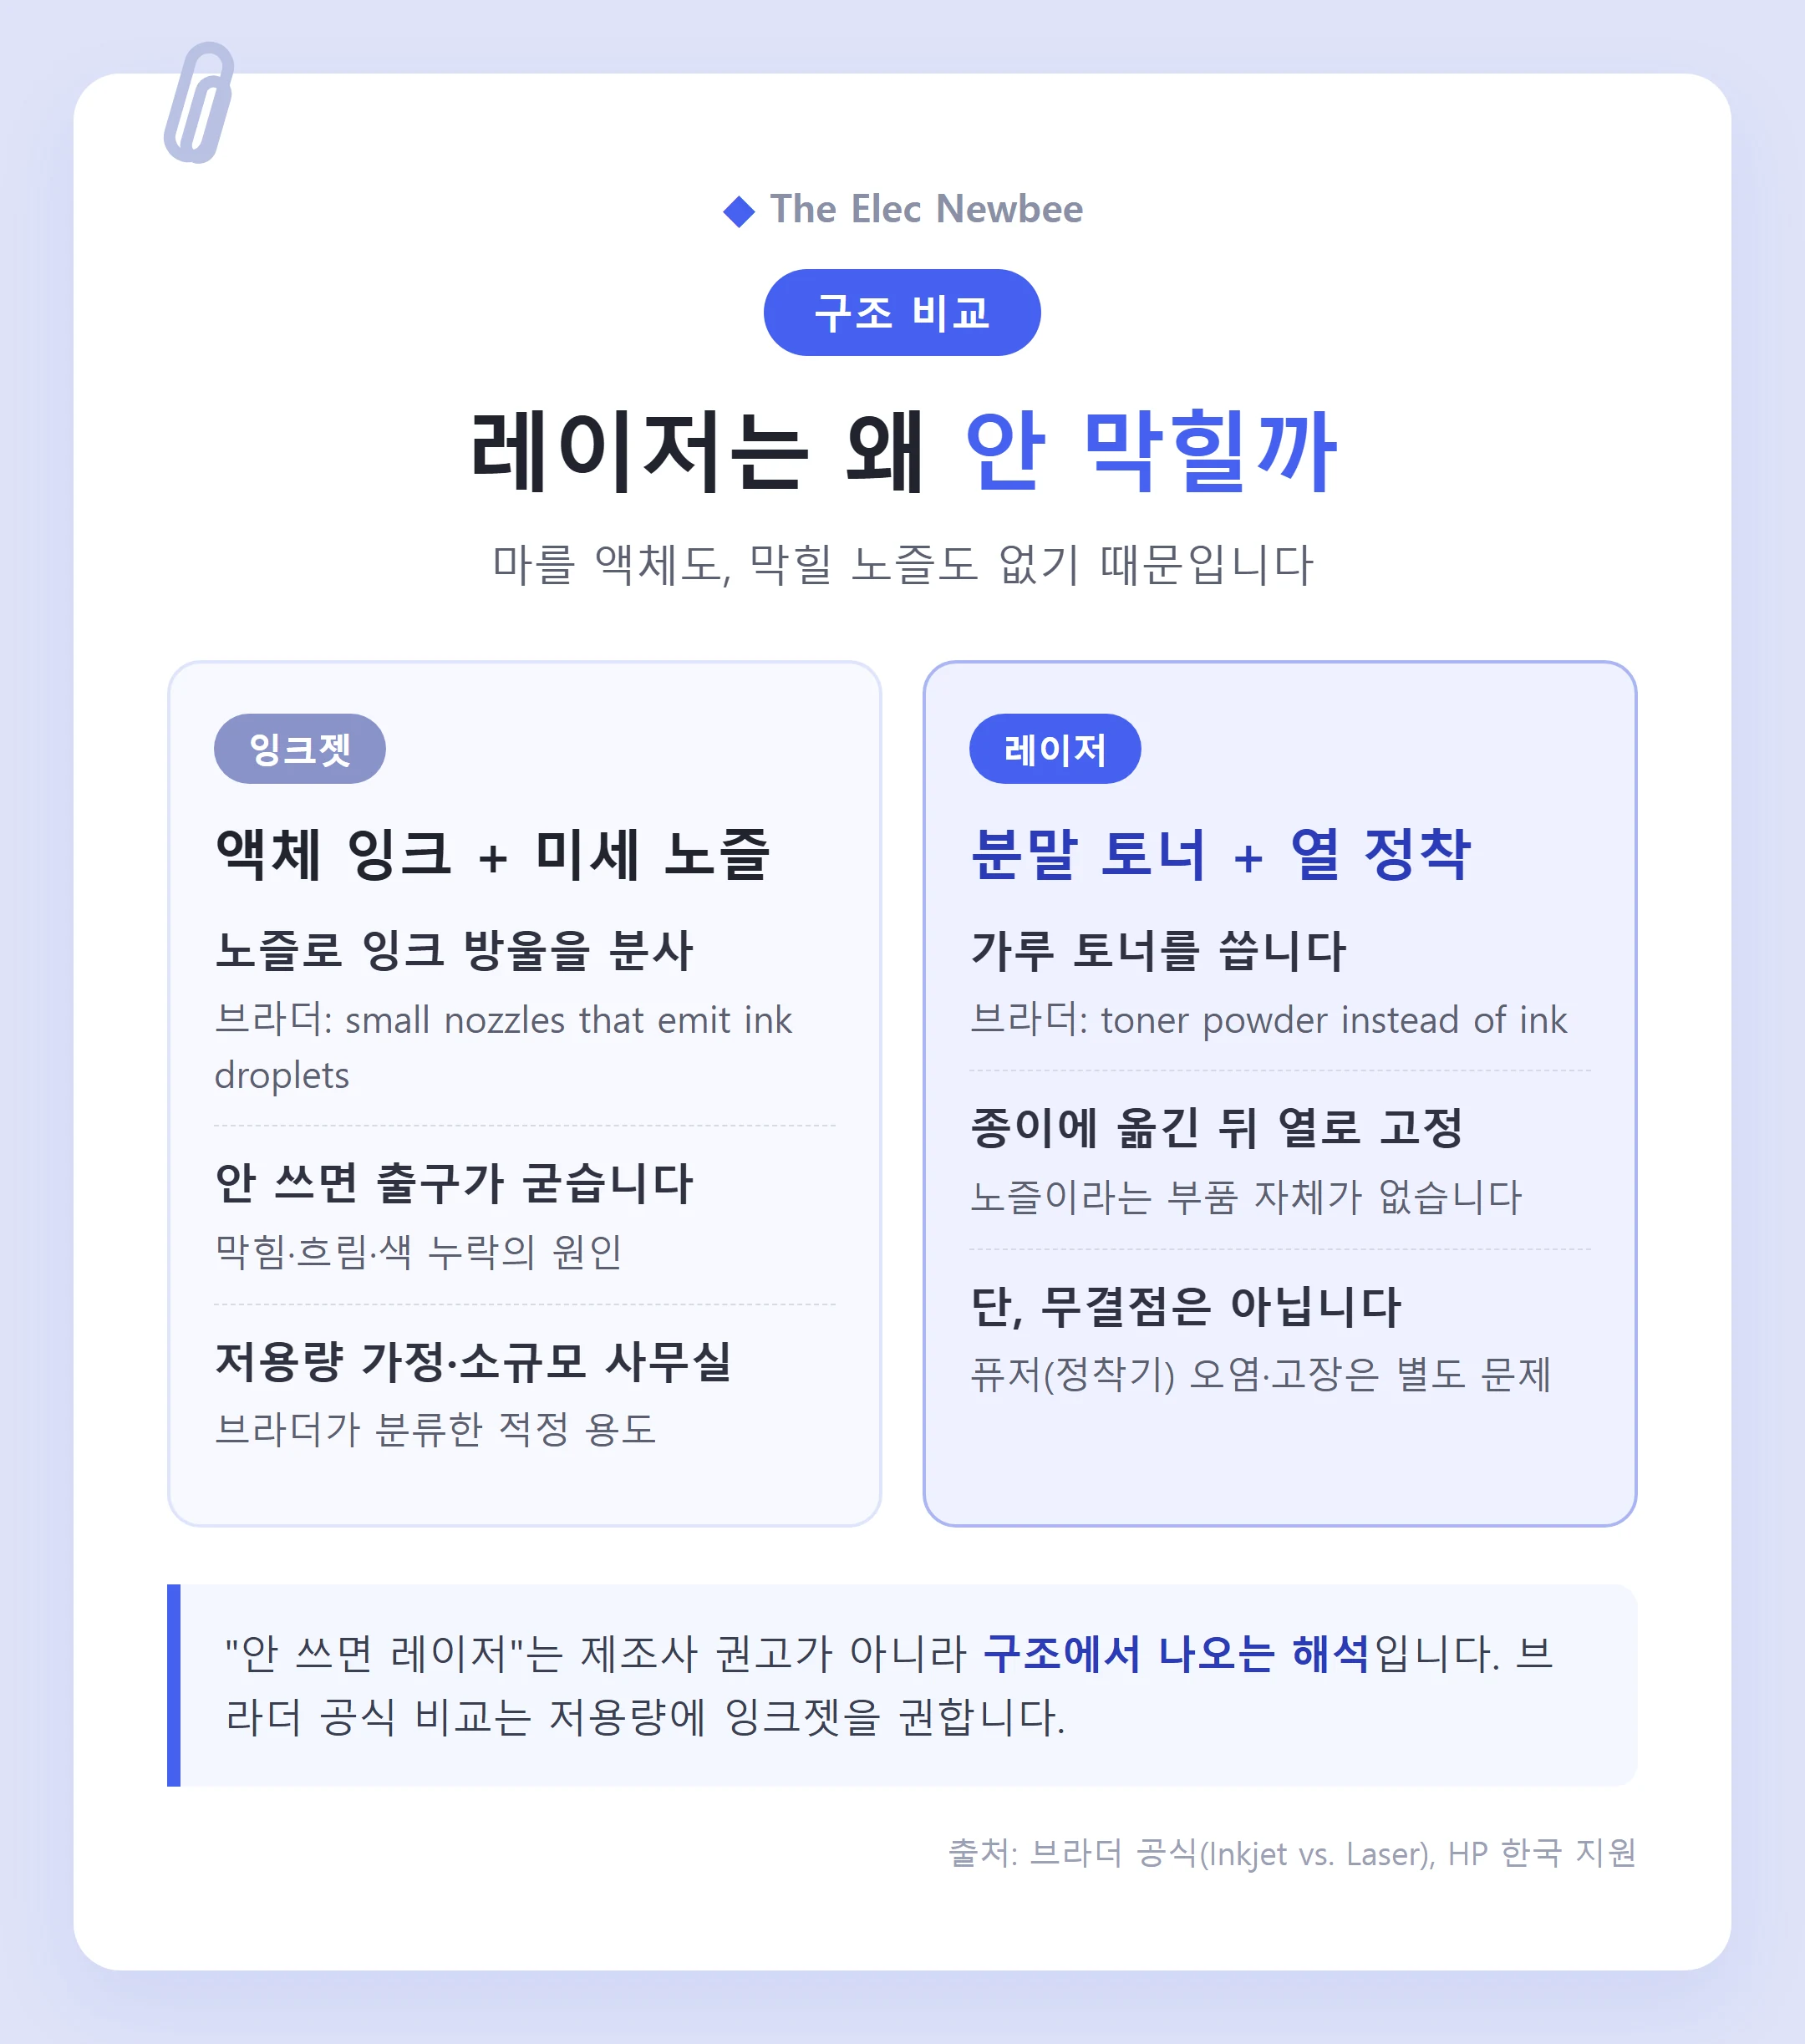 The Elec Newbee
구조 비교
레이저는 왜 안 막힐까
마를 액체도, 막힐 노즐도 없기 때문입니다
잉크젯
액체 잉크 + 미세 노즐
노즐로 잉크 방울을 분사
브라더: small nozzles that emit ink
droplets
안 쓰면 출구가 굳습니다
막힘·흐림·색 누락의 원인
저용량 가정·소규모 사무실
브라더가 분류한 적정 용도
레이저
분말 토너 + 열 정착
가루 토너를 씁니다
브라더: toner powder instead of ink
종이에 옮긴 뒤 열로 고정
노즐이라는 부품 자체가 없습니다
단, 무결점은 아닙니다
퓨저(정착기) 오염·고장은 별도 문제
"안 쓰면 레이저"는 제조사 권고가 아니라 구조에서 나오는 해석입니다. 브
라더 공식 비교는 저용량에 잉크젯을 권합니다.
출처: 브라더 공식(Inkjet vs. Laser), HP 한국 지원